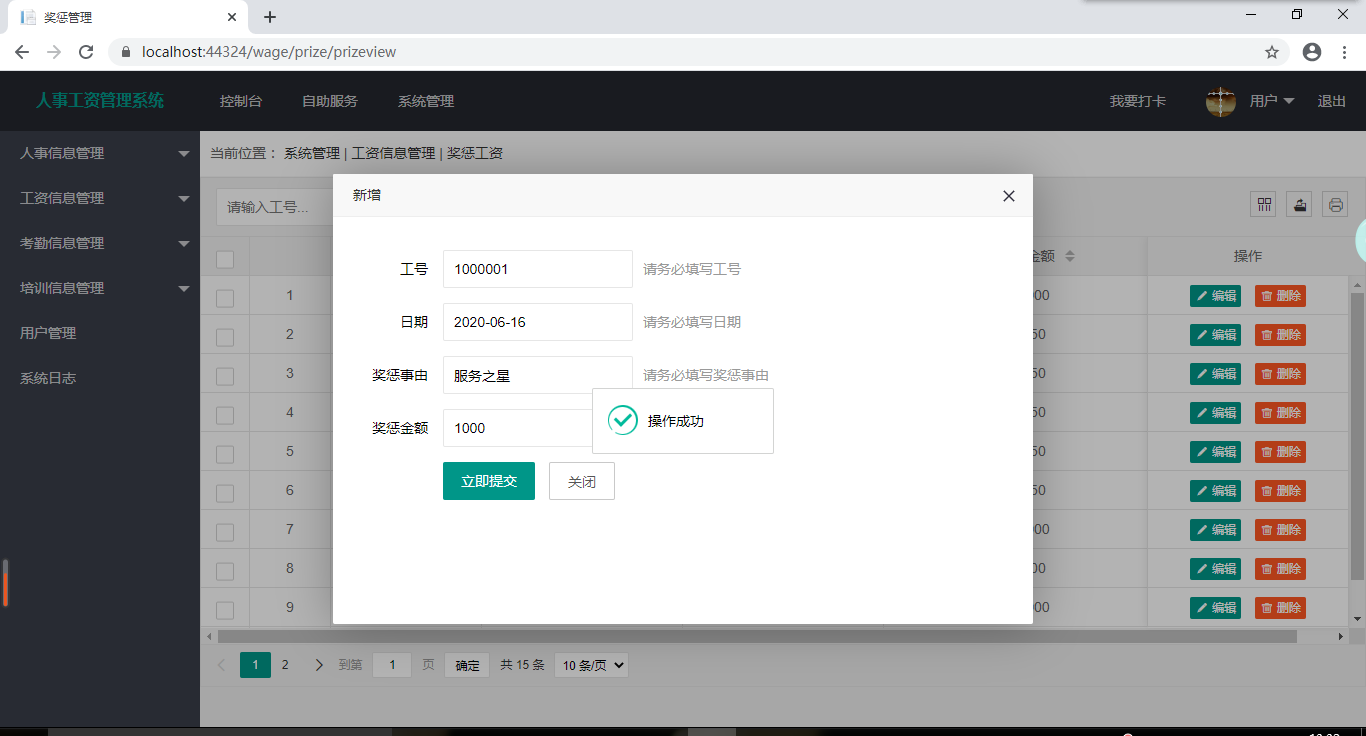 奖惩管理
localhost:44324/wage/prize/prizeview
人事工资管理系统 控制台 自助服务 系统管理 我要打卡 用户 退出
人事信息管理
工资信息管理
考勤信息管理
培训信息管理
用户管理
系统日志
当前位置： 系统管理 | 工资信息管理 | 奖惩工资
请输入工号...
金额 操作
1 00 编辑 删除
2 50 编辑 删除
3 50 编辑 删除
4 00 编辑 删除
5 50 编辑 删除
6 50 编辑 删除
7 000 编辑 删除
8 00 编辑 删除
9 00 编辑 删除
新增
工号 1000001 请务必填写工号
日期 2020-06-16 请务必填写日期
奖惩事由 服务之星 请务必填写奖惩事由
奖惩金额 1000
操作成功
立即提交 关闭
1 2 到第 1 页 确定 共 15 条 10 条/页